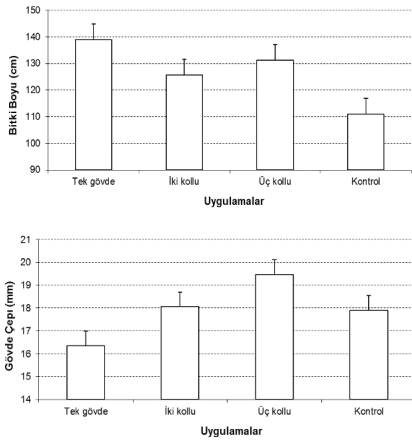 150
140
130
120
110
100
90
Bitki Boyu (cm)
Tek gövde İki kollu Üç kollu Kontrol
Uygulamalar
21
20
19
18
17
16
15
14
Gövde Çepı (mm)
Tek gövde İki kollu Üç kollu Kontrol
Uygulamalar